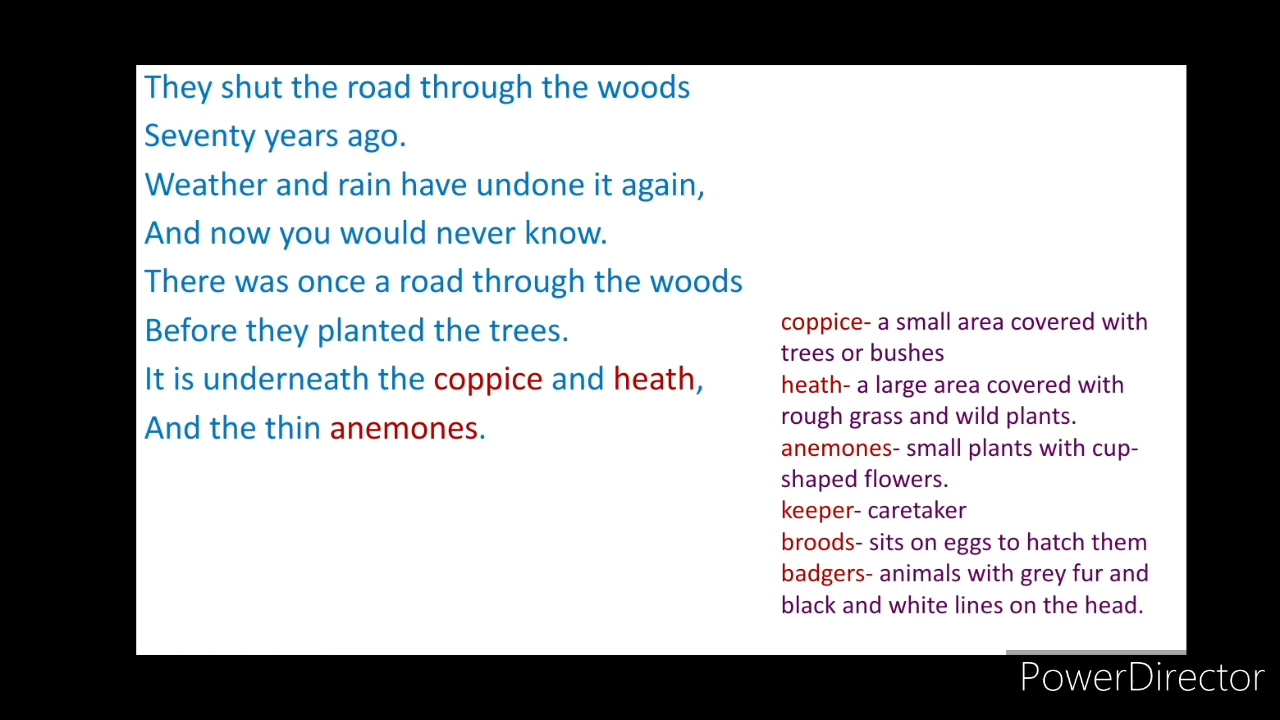 They shut the road through the woods
Seventy years ago.
Weather and rain have undone it again,
And now you would never know.
There was once a road through the woods
Before they planted the trees.
It is underneath the coppice and heath,
And the thin anemones.
coppice- a small area covered with
trees or bushes
heath- a large area covered with
rough grass and wild plants.
anemones- small plants with cup-
shaped flowers.
keeper- caretaker
broods- sits on eggs to hatch them
badgers- animals with grey fur and
black and white lines on the head.
PowerDirector